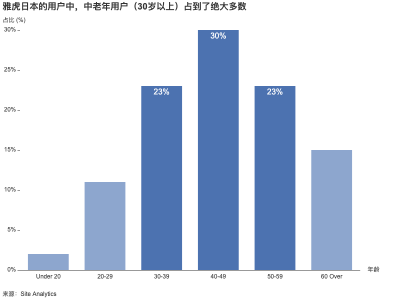 雅虎日本的用户中，中老年用户（30岁以上）占到了绝大多数
占比 (%)
30%
25%
20%
15%
10%
5%
0%
23%
30%
23%
Under 20
20-29
30-39
40-49
50-59
60 Over
年龄
来源：Site Analytics